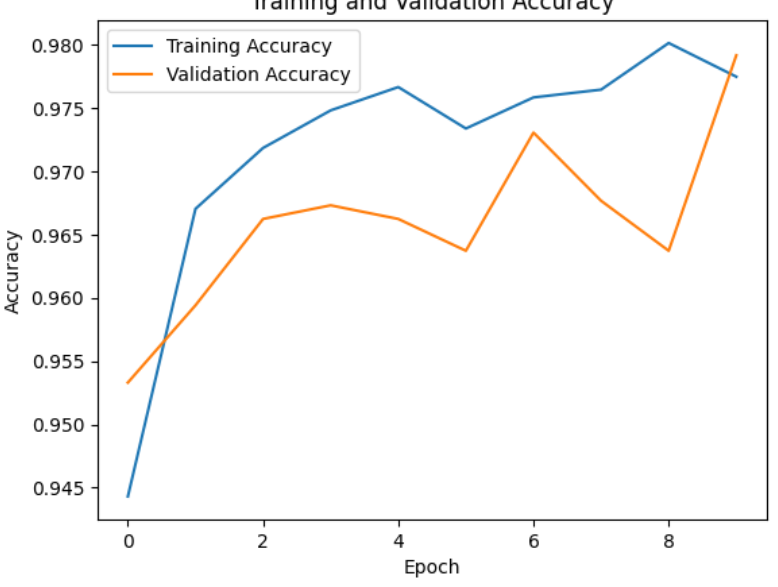 Training and Validation Accuracy
Training Accuracy
Validation Accuracy
0.980
0.975
0.970
0.965
0.960
0.955
0.950
0.945
Accuracy
0 2 4 6 8
Epoch